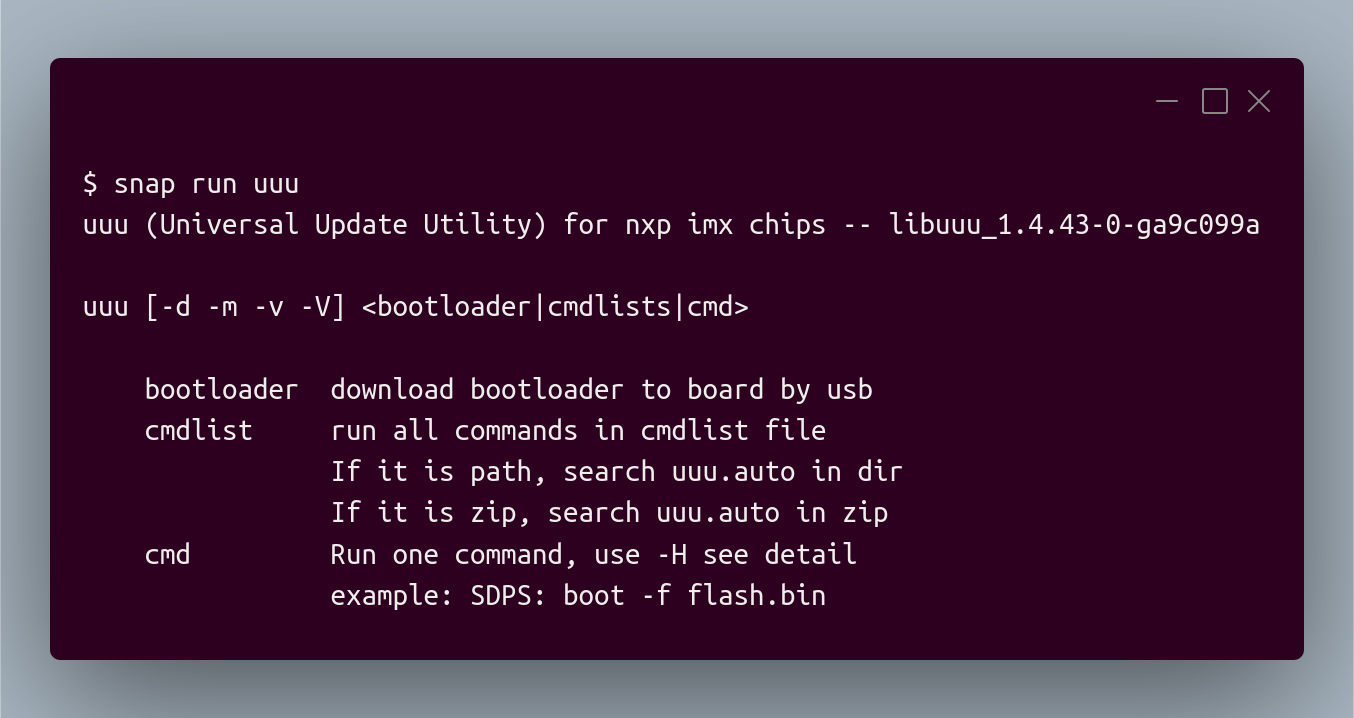 $ snap run uuu
uuu (Universal Update Utility) for nxp imx chips -- libuuu_1.4.43-0-ga9c099a
uuu [-d -m -v -V] <bootloader|cmdlists|cmd>
bootloader  download bootloader to board by usb
cmdlist     run all commands in cmdlist file
If it is path, search uuu.auto in dir
If it is zip, search uuu.auto in zip
cmd         Run one command, use -H see detail
example: SDPS: boot -f flash.bin